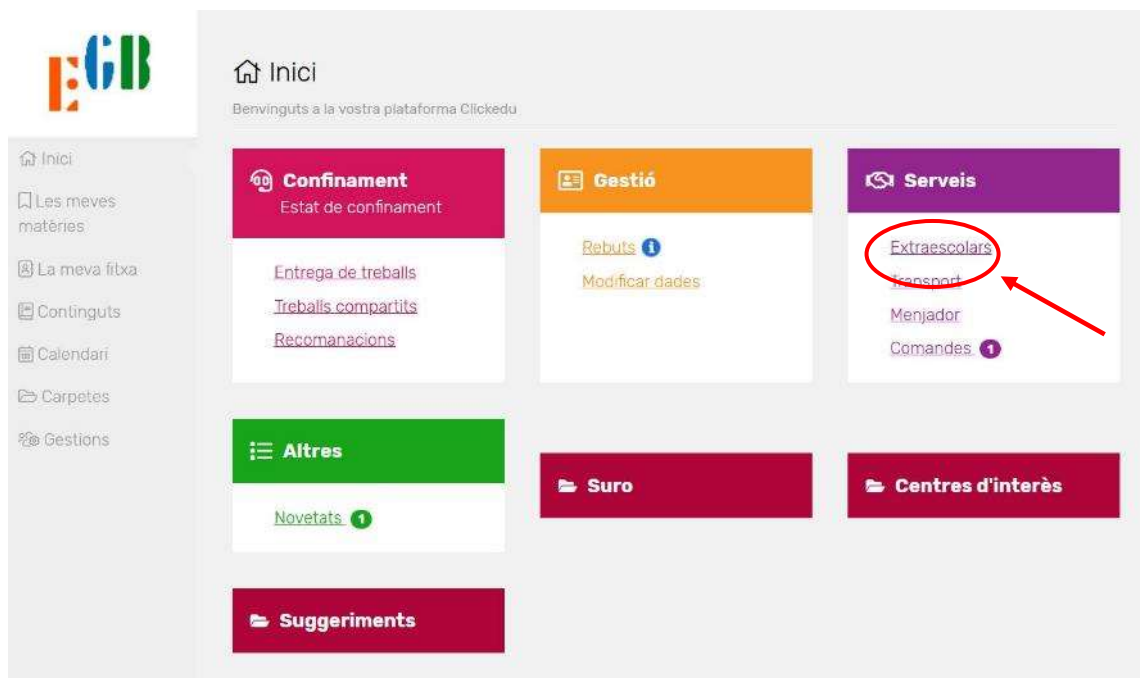 EGB
Inici
Benvinguts a la vostra plataforma Clickedu
Inici
Les meves
matèries
La meva fitxa
Continguts
Calendari
Carpetes
Gestions
Confinament
Estat de confinament
Entrega de treballs
Treballs compartits
Recomanacions
Gestió
Rebuts
Modificar dades
Serveis
Extraescolars
Transport
Menjador
Comandes 1
Altres
Novetats 1
Suro
Centres d'interès
Suggeriments